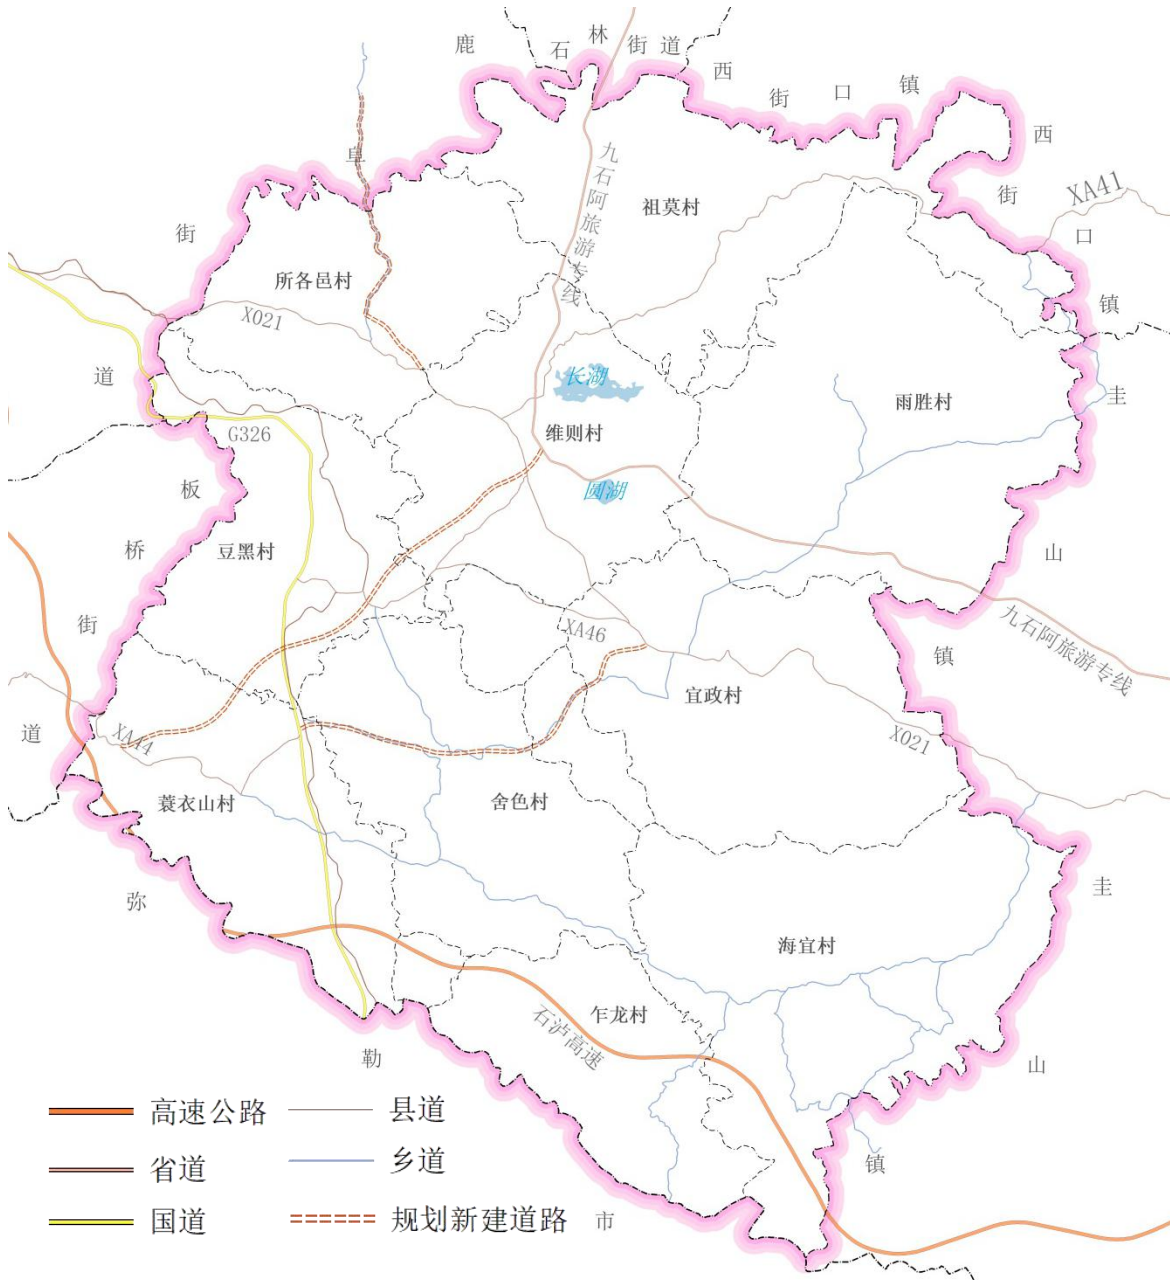 鹿阜街道
石林街道
西街口镇
西街口镇
九石阿旅游专线
祖莫村
XA41
所各邑村
X021
长湖
雨胜村
G326
维则村
圆湖
圭山镇
板桥街道
豆黑村
九石阿旅游专线
XA46
宜政村
X021
XA44
蓑衣山村
舍色村
圭山镇
弥勒市
海宜村
乍龙村
石泸高速
高速公路
县道
省道
乡道
国道
规划新建道路